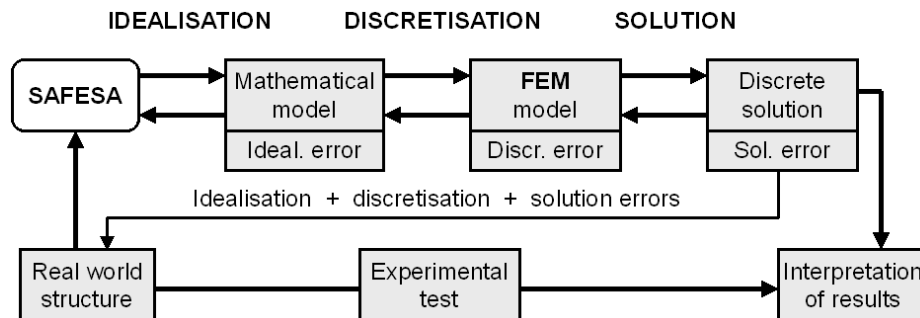 IDEALISATION DISCRETISATION SOLUTION
SAFESA
Mathematical
model
Ideal. error
FEM
model
Discr. error
Discrete
solution
Sol. error
Idealisation + discretisation + solution errors
Real world
structure
Experimental
test
Interpretation
of results